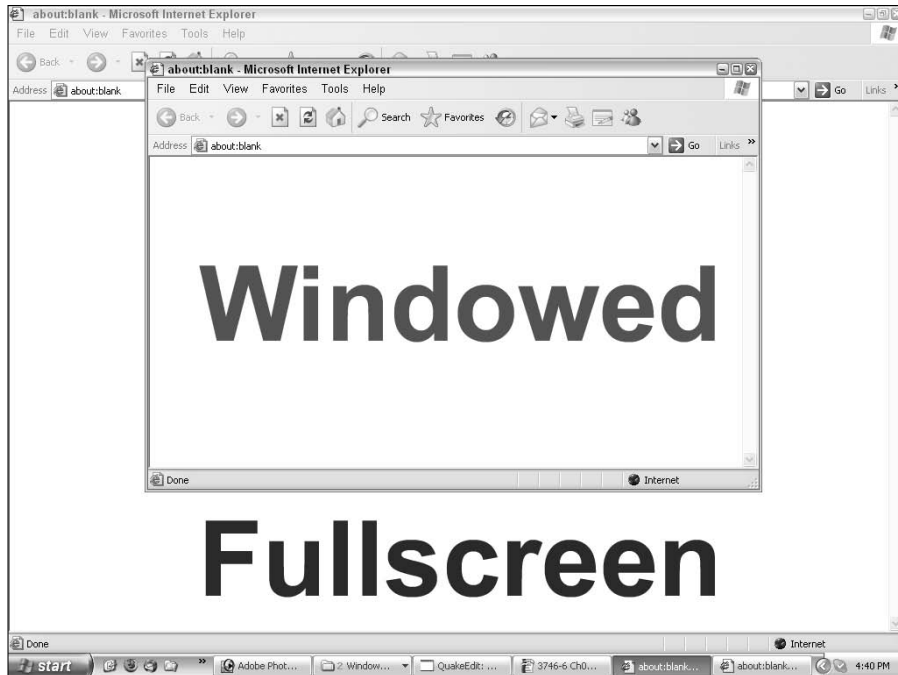 about:blank - Microsoft Internet Explorer
File Edit View Favorites Tools Help
Back
Address about:blank Go Links »
about:blank - Microsoft Internet Explorer
File Edit View Favorites Tools Help
Back Search Favorites
Address about:blank Go Links »
Windowed
Done Internet
Fullscreen
Done Internet
start » Adobe Phot... 2 Window... QuakeEdit: ... 3746-6 Ch0... about:blank... about:blank... 4:40 PM